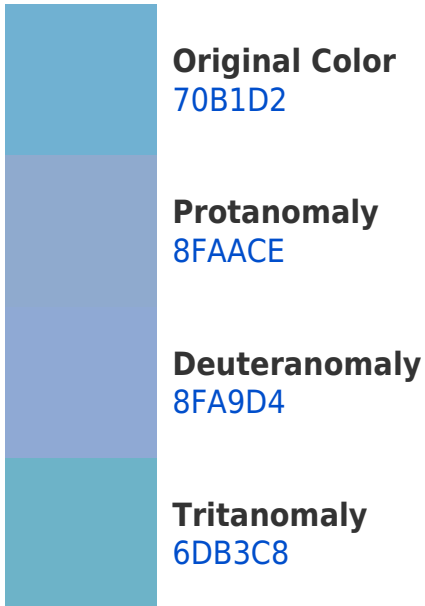 Original Color
70B1D2
Protanomaly
8FAACE
Deuteranomaly
8FA9D4
Tritanomaly
6DB3C8